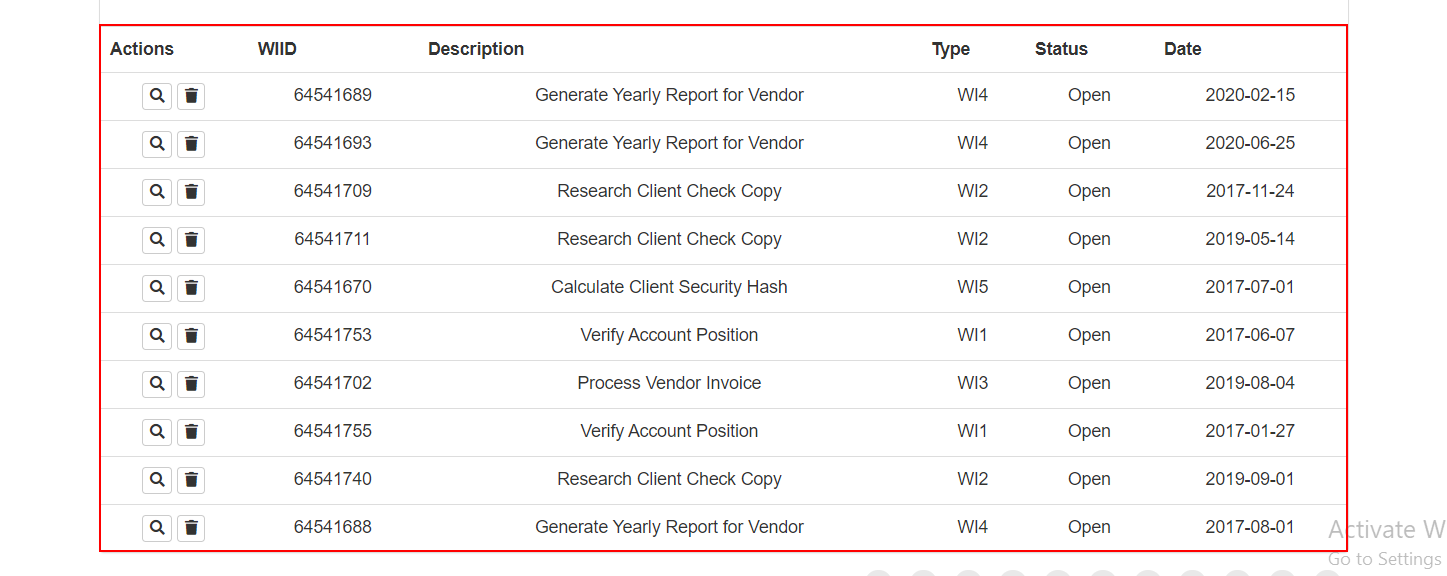 Actions WIID Description Type Status Date
64541689 Generate Yearly Report for Vendor WI4 Open 2020-02-15
64541693 Generate Yearly Report for Vendor WI4 Open 2020-06-25
64541709 Research Client Check Copy WI2 Open 2017-11-24
64541711 Research Client Check Copy WI2 Open 2019-05-14
64541670 Calculate Client Security Hash WI5 Open 2017-07-01
64541753 Verify Account Position WI1 Open 2017-06-07
64541702 Process Vendor Invoice WI3 Open 2019-08-04
64541755 Verify Account Position WI1 Open 2017-01-27
64541740 Research Client Check Copy WI2 Open 2019-09-01
64541688 Generate Yearly Report for Vendor WI4 Open 2017-08-01
Activate W
Go to Settings